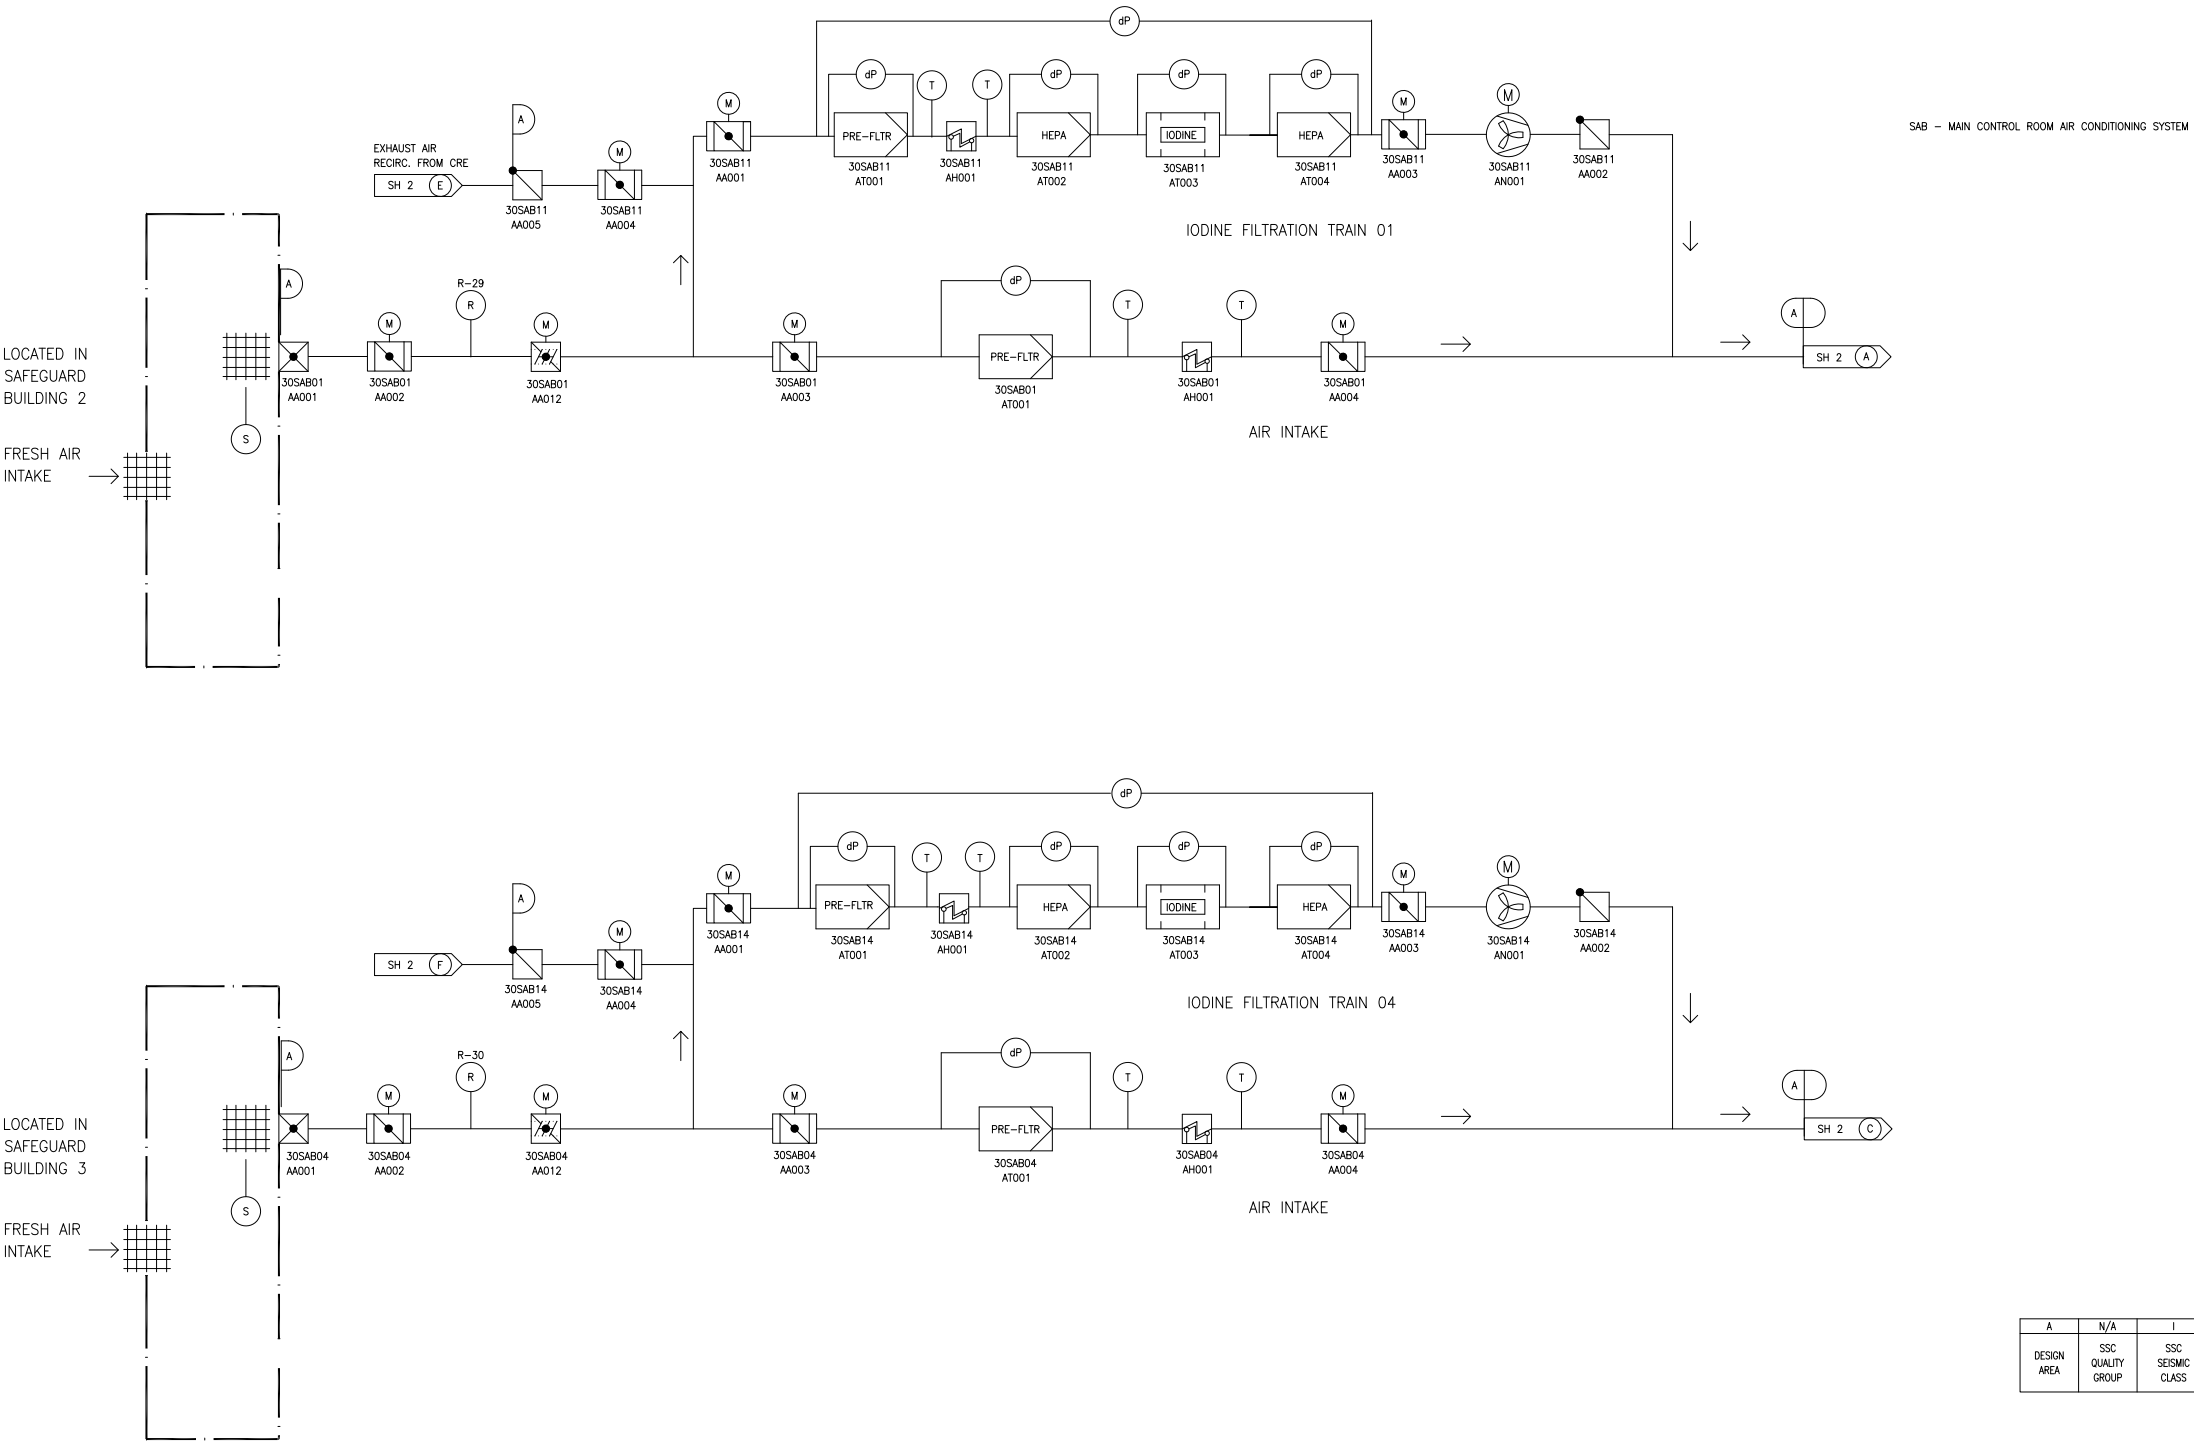 dP
dP
T
T
dP
dP
dP
M
PRE-FLTR
30SAB11
AT001
30SAB11
AH001
HEPA
30SAB11
AT002
IODINE
30SAB11
AT003
HEPA
30SAB11
AT004
M
30SAB11
AA003
M
30SAB11
AN001
30SAB11
AA002
30SAB11
AA001
SAB - MAIN CONTROL ROOM AIR CONDITIONING SYSTEM
EXHAUST AIR
RECIRC. FROM CRE
SH 2 E
A
30SAB11
AA005
M
30SAB11
AA004
IODINE FILTRATION TRAIN 01
LOCATED IN
SAFEGUARD
BUILDING 2
FRESH AIR
INTAKE
S
A
30SAB01
AA001
M
30SAB01
AA002
R-29
R
M
30SAB01
AA012
M
30SAB01
AA003
dP
PRE-FLTR
30SAB01
AT001
T
30SAB01
AH001
T
M
30SAB01
AA004
A
SH 2 A
AIR INTAKE
dP
dP
T
T
dP
dP
dP
M
30SAB14
AA001
PRE-FLTR
30SAB14
AT001
30SAB14
AH001
HEPA
30SAB14
AT002
IODINE
30SAB14
AT003
HEPA
30SAB14
AT004
M
30SAB14
AA003
M
30SAB14
AN001
30SAB14
AA002
SH 2 F
A
30SAB14
AA005
M
30SAB14
AA004
IODINE FILTRATION TRAIN 04
LOCATED IN
SAFEGUARD
BUILDING 3
FRESH AIR
INTAKE
S
A
30SAB04
AA001
M
30SAB04
AA002
R-30
R
M
30SAB04
AA012
M
30SAB04
AA003
dP
PRE-FLTR
30SAB04
AT001
T
30SAB04
AH001
T
M
30SAB04
AA004
A
SH 2 C
AIR INTAKE
A N/A I
DESIGN
AREA
SSC
QUALITY
GROUP
SSC
SEISMIC
CLASS